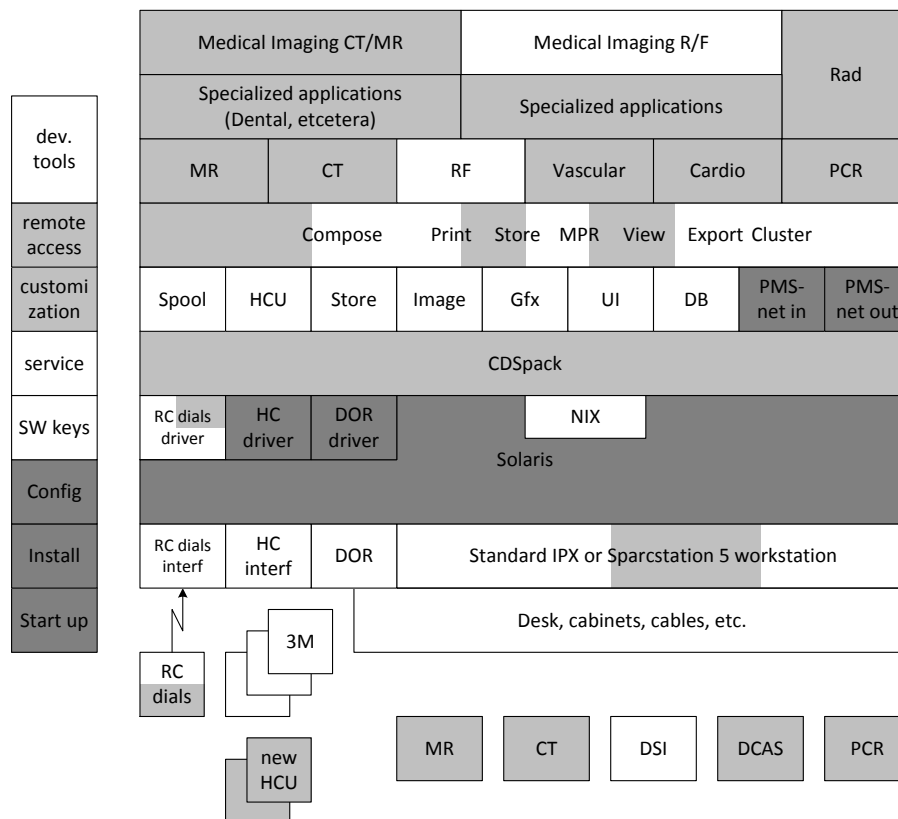 Medical Imaging CT/MR
Medical Imaging R/F
Rad
Specialized applications
(Dental, etcetera)
Specialized applications
dev.
tools
MR
CT
RF
Vascular
Cardio
PCR
remote
access
Compose Print Store MPR View Export Cluster
customi
zation
Spool
HCU
Store
Image
Gfx
UI
DB
PMS-
net in
PMS-
net out
service
CDSpack
SW keys
RC dials
driver
HC
driver
DOR
driver
NIX
Solaris
Config
Install
RC dials
interf
HC
interf
DOR
Standard IPX or Sparcstation 5 workstation
Start up
Desk, cabinets, cables, etc.
RC
dials
3M
MR
CT
DSI
DCAS
PCR
new
HCU